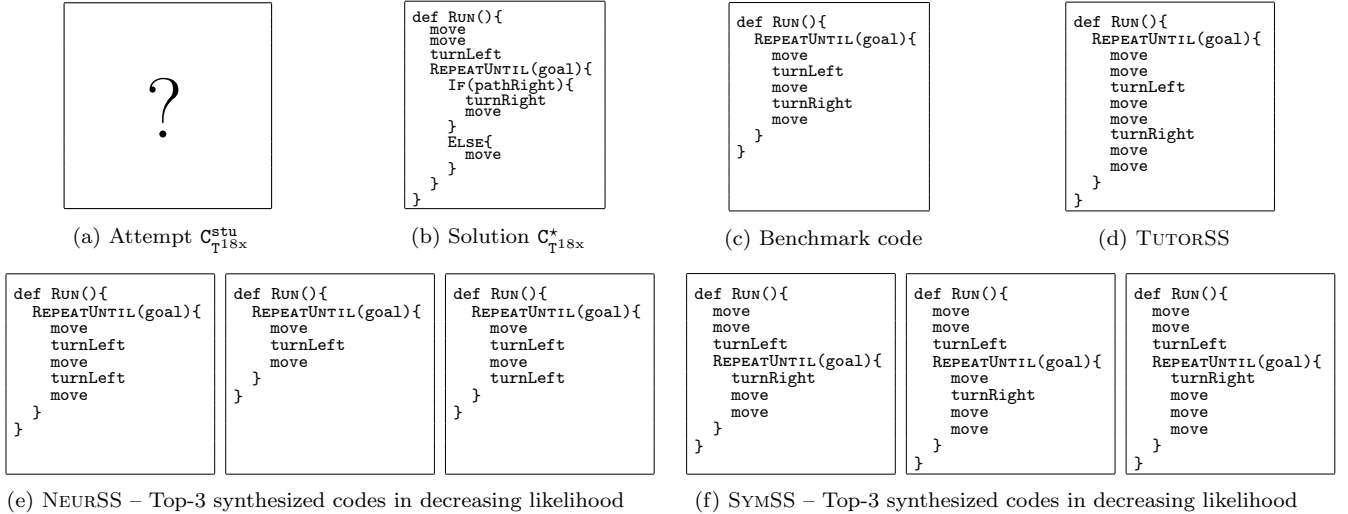 ?
(a) Attempt C^stu_T^18x
def RUN(){
move
move
turnLeft
REPEATUNTIL(goal){
IF(pathRight){
turnRight
move
}
ELSE{
move
}
}
}
(b) Solution C^⋆_T^18x
def RUN(){
REPEATUNTIL(goal){
move
turnLeft
move
turnRight
move
}
}
(c) Benchmark code
def RUN(){
REPEATUNTIL(goal){
move
move
turnLeft
move
move
turnRight
move
move
}
}
(d) TUTORSS
def RUN(){
REPEATUNTIL(goal){
move
turnLeft
move
turnLeft
move
}
}
def RUN(){
REPEATUNTIL(goal){
move
turnLeft
move
}
}
def RUN(){
REPEATUNTIL(goal){
move
turnLeft
move
turnLeft
}
}
(e) NEURSS – Top-3 synthesized codes in decreasing likelihood
def RUN(){
move
move
turnLeft
REPEATUNTIL(goal){
turnRight
move
move
}
}
def RUN(){
move
move
turnLeft
REPEATUNTIL(goal){
move
turnRight
move
move
}
}
def RUN(){
move
move
turnLeft
REPEATUNTIL(goal){
turnRight
move
move
move
}
}
(f) SYMSS – Top-3 synthesized codes in decreasing likelihood